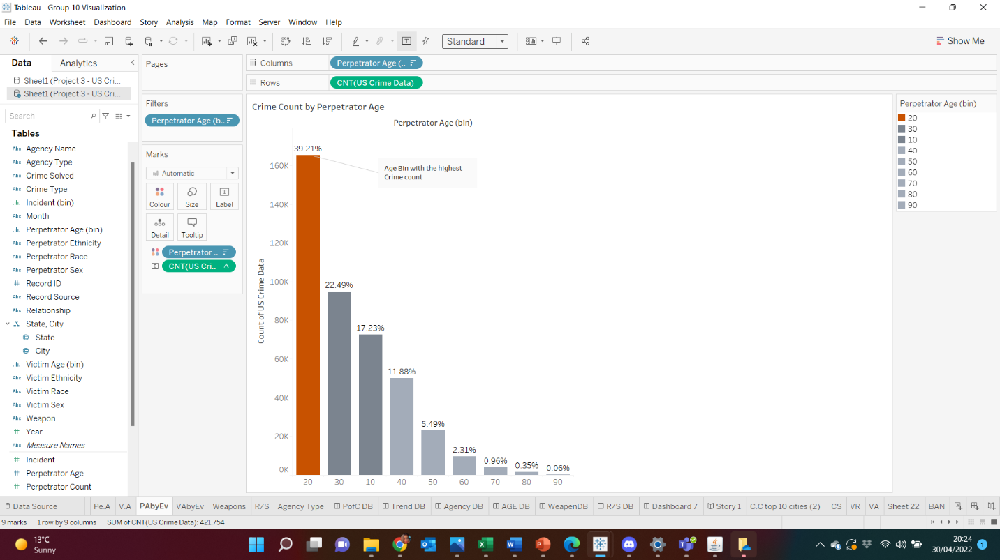 Tableau - Group 10 Visualization
File Data Worksheet Dashboard Story Analysis Map Format Server Window Help
Standard
Show Me
Data Analytics
Sheet1 (Project 3 - US Cri...
Sheet1 (Project 3 - US Cri...
Search
Tables
Abc Agency Name
Abc Agency Type
Abc Crime Solved
Abc Crime Type
Incident (bin)
Abc Month
Perpetrator Age (bin)
Abc Perpetrator Ethnicity
Abc Perpetrator Race
Abc Perpetrator Sex
# Record ID
Abc Record Source
Abc Relationship
State, City
State
City
Victim Age (bin)
Abc Victim Ethnicity
Abc Victim Race
Abc Victim Sex
Abc Weapon
# Year
Abc Measure Names
# Incident
# Perpetrator Age
# Perpetrator Count
Pages
Filters
Perpetrator Age (b..
Marks
Automatic
Colour Size Label
Detail Tooltip
Perpetrator ..
CNT(US Cri.. Δ
Columns Perpetrator Age (..
Rows CNT(US Crime Data)
Crime Count by Perpetrator Age
Perpetrator Age (bin)
Count of US Crime Data
160K
140K
120K
100K
80K
60K
40K
20K
0K
39.21%
22.49%
17.23%
11.88%
5.49%
2.31%
0.96%
0.35%
0.06%
Age Bin with the highest
Crime count
20 30 10 40 50 60 70 80 90
Perpetrator Age (bin)
20
30
10
40
50
60
70
80
90
Data Source Pe.A V.A PAbyEv VAbyEv Weapons R/S Agency Type PofC DB Trend DB Agency DB AGE DB WeapenDB R/S DB Dashboard 7 Story 1 C.C top 10 cities (2) CS VR VA Sheet 22 BAN
9 marks 1 row by 9 columns SUM of CNT(US Crime Data): 421.754
13°C
Sunny
20:24
30/04/2022
1